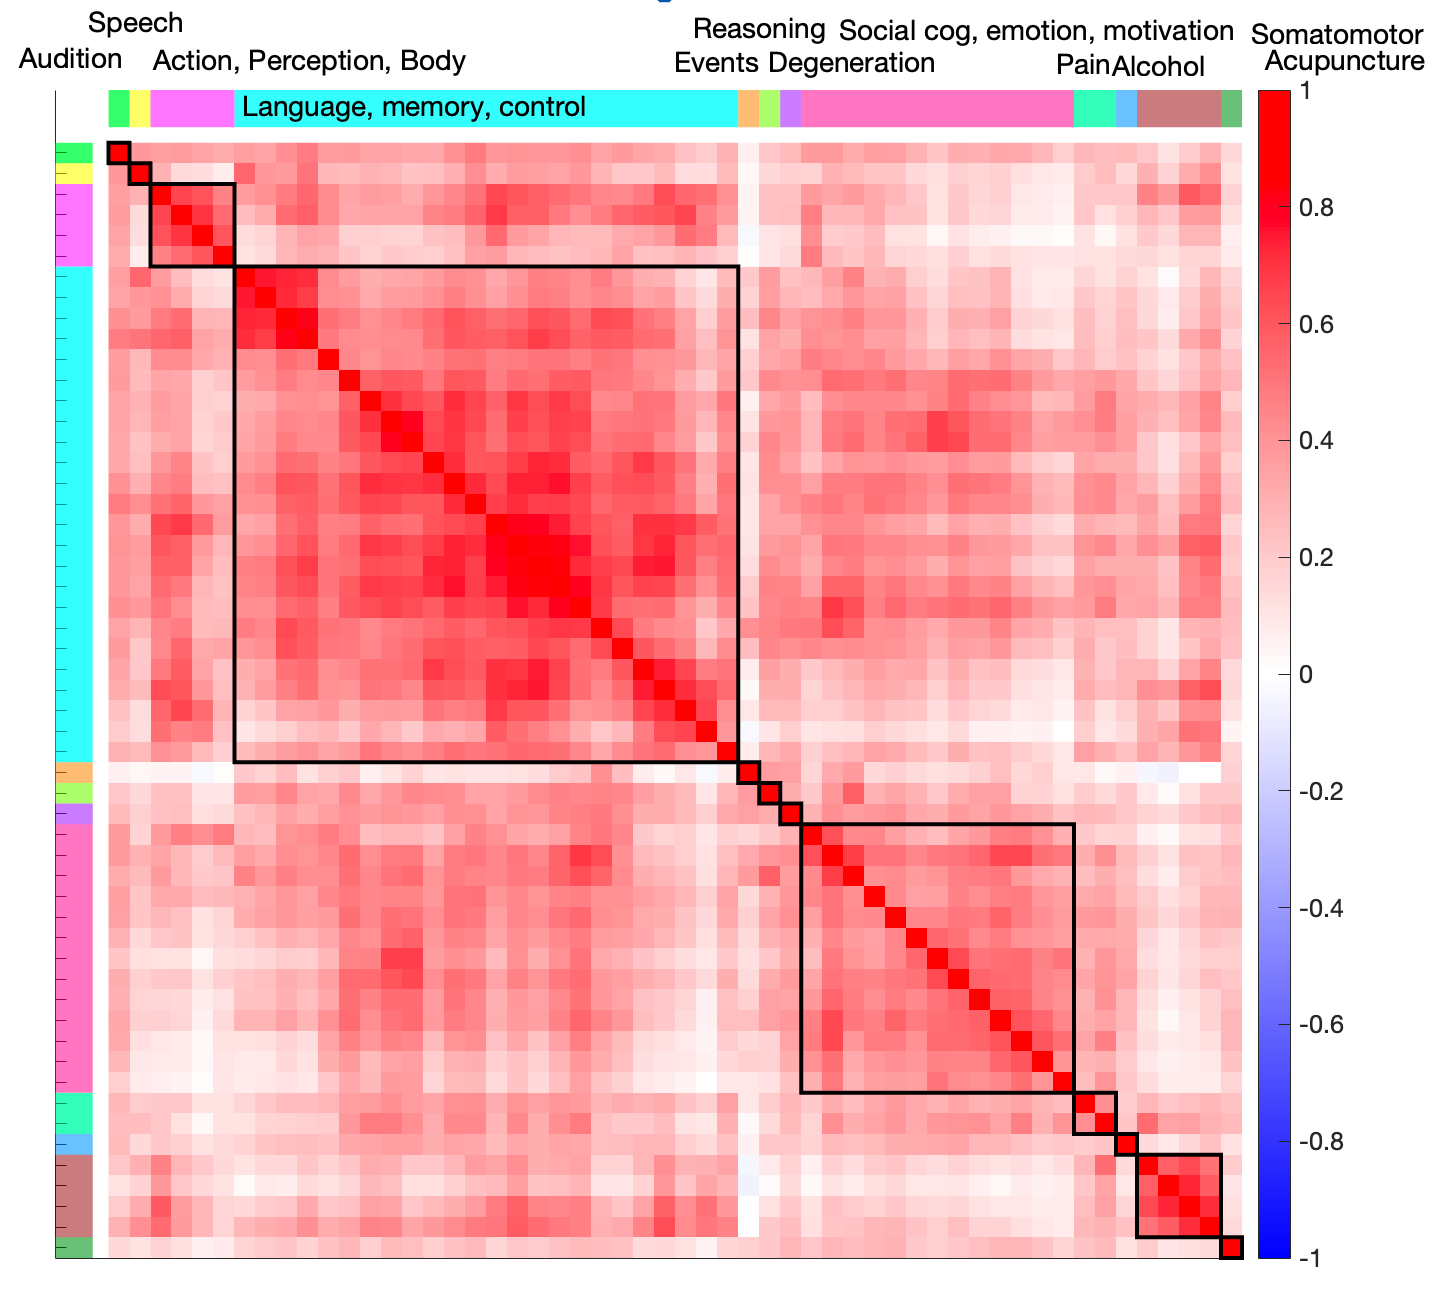 Speech
Reasoning Social cog, emotion, motivation
Somatomotor
Audition
Action, Perception, Body
Events Degeneration
Pain Alcohol
Acupuncture
Language, memory, control
1
0.8
0.6
0.4
0.2
0
-0.2
-0.4
-0.6
-0.8
-1